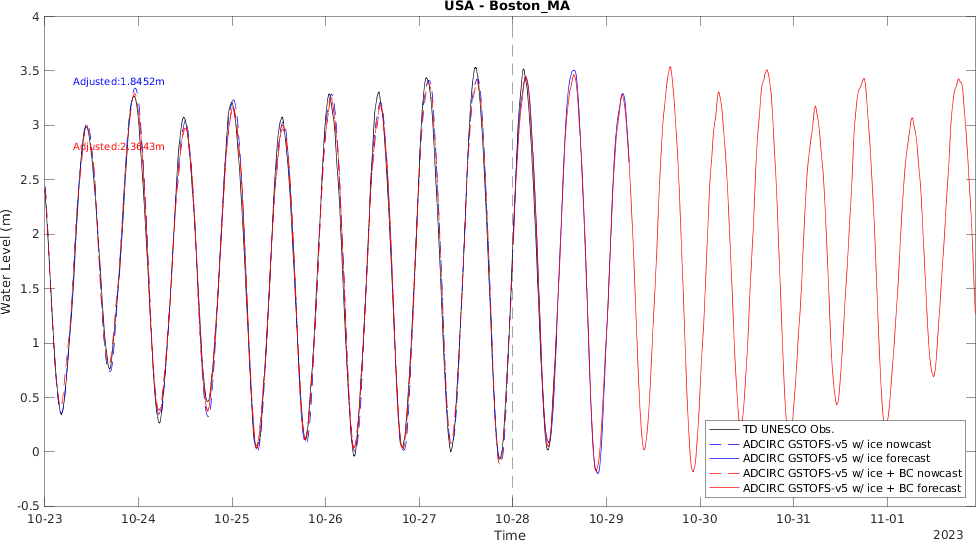 USA - Boston_MA
4
3.5
3
2.5
2
1.5
1
0.5
0
-0.5
Water Level (m)
Adjusted:1.8452m
Adjusted:2.3643m
TD UNESCO Obs.
ADCIRC GSTOFS-v5 w/ ice nowcast
ADCIRC GSTOFS-v5 w/ ice forecast
ADCIRC GSTOFS-v5 w/ ice + BC nowcast
ADCIRC GSTOFS-v5 w/ ice + BC forecast
10-23 10-24 10-25 10-26 10-27 10-28 10-29 10-30 10-31 11-01
Time
2023